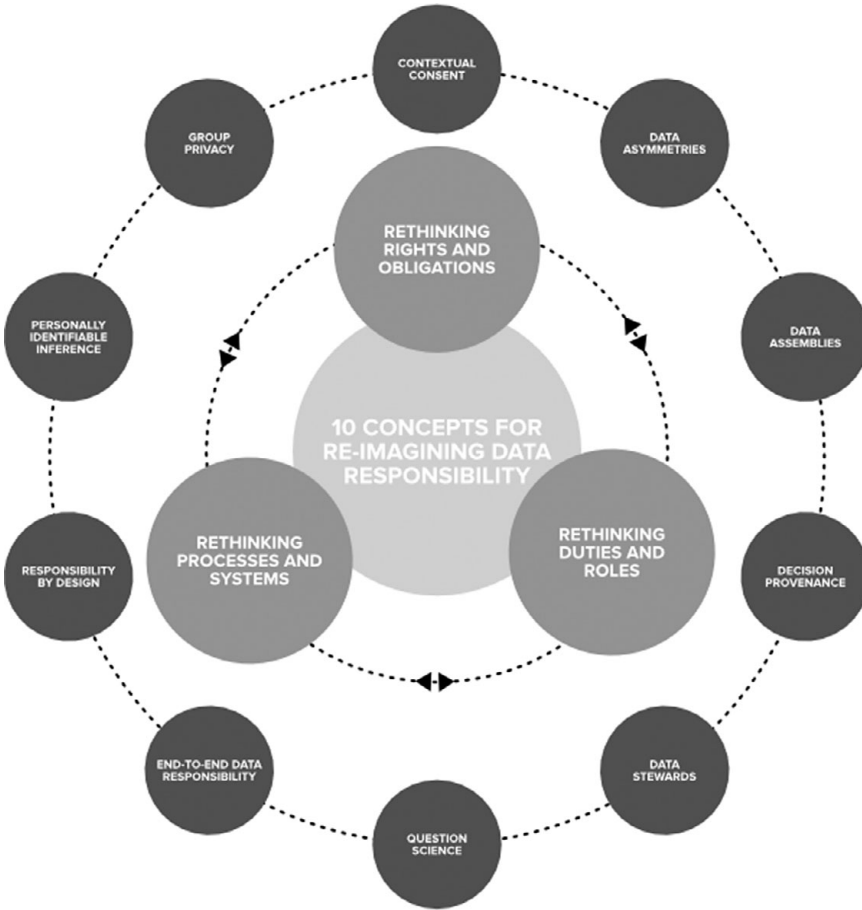 CONTEXTUAL
CONSENT
GROUP
PRIVACY
DATA
ASYMMETRIES
RETHINKING
RIGHTS AND
OBLIGATIONS
PERSONALLY
IDENTIFIABLE
INFERENCE
DATA
ASSEMBLIES
10 CONCEPTS FOR
RE-IMAGINING DATA
RESPONSIBILITY
RETHINKING
PROCESSES AND
SYSTEMS
RETHINKING
DUTIES AND
ROLES
RESPONSIBILITY
BY DESIGN
DECISION
PROVENANCE
END-TO-END DATA
RESPONSIBILITY
DATA
STEWARDS
QUESTION
SCIENCE